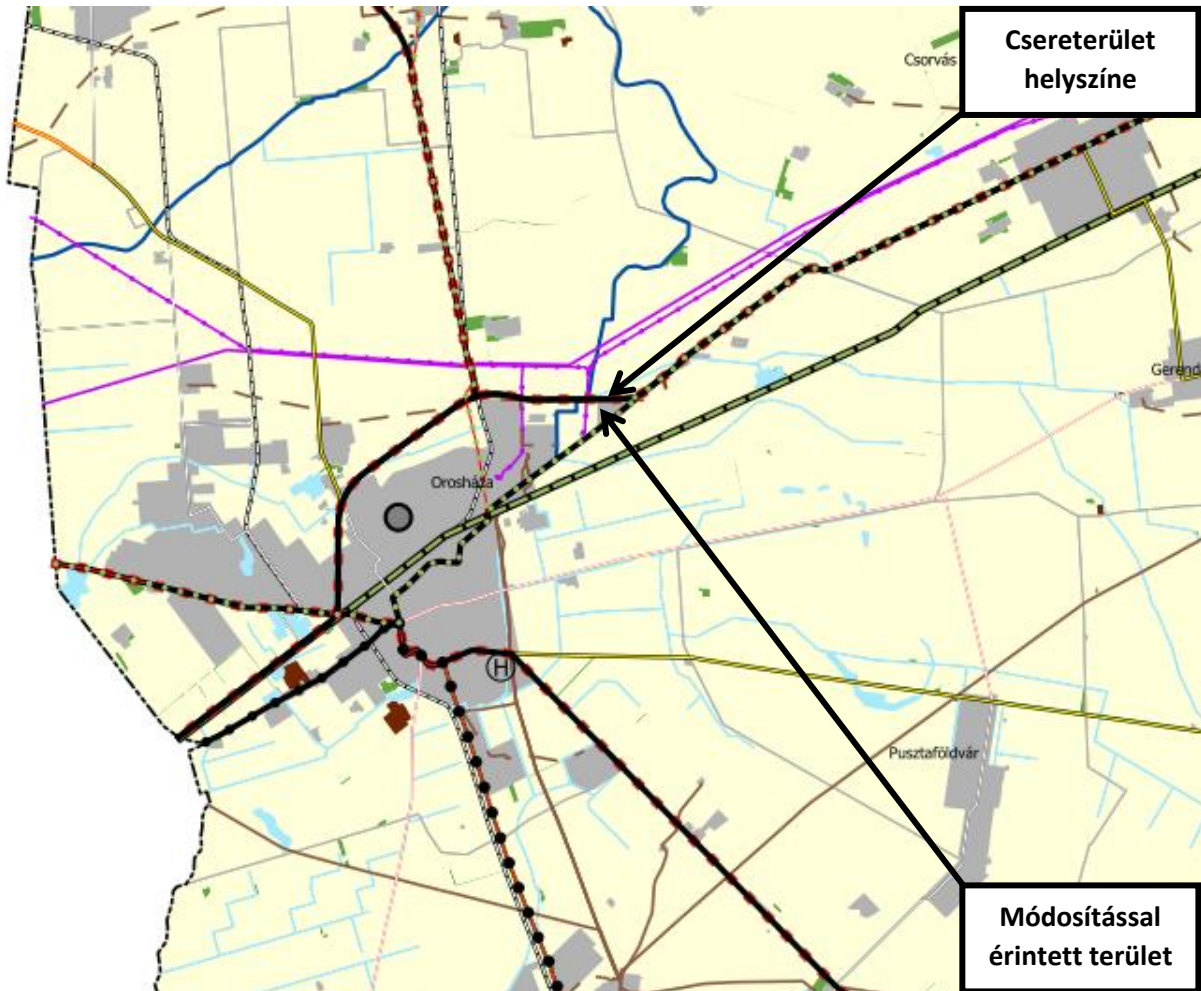 Csereterület
helyszíne
Csorvás
Gerend
Orosháza
H
Pusztaföldvár
Módosítással
érintett terület